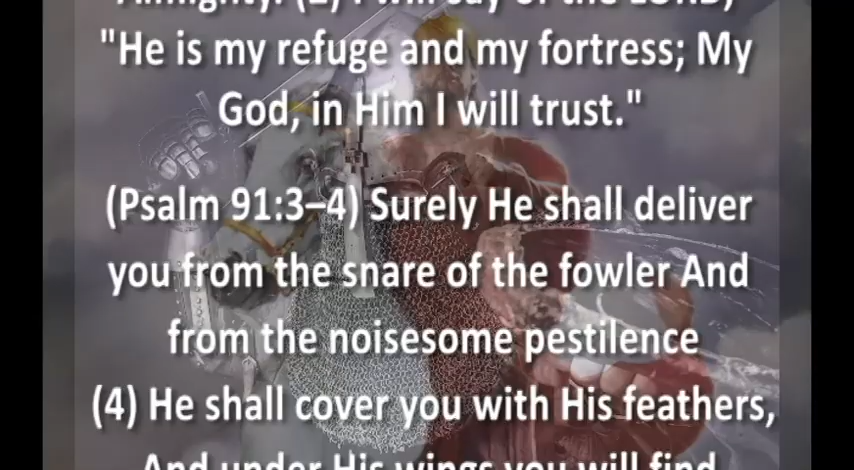 Almighty. (2) I will say of the LORD,
"He is my refuge and my fortress; My
God, in Him I will trust."
(Psalm 91:3–4) Surely He shall deliver
you from the snare of the fowler And
from the noisesome pestilence
(4) He shall cover you with His feathers,
And under His wings you will find